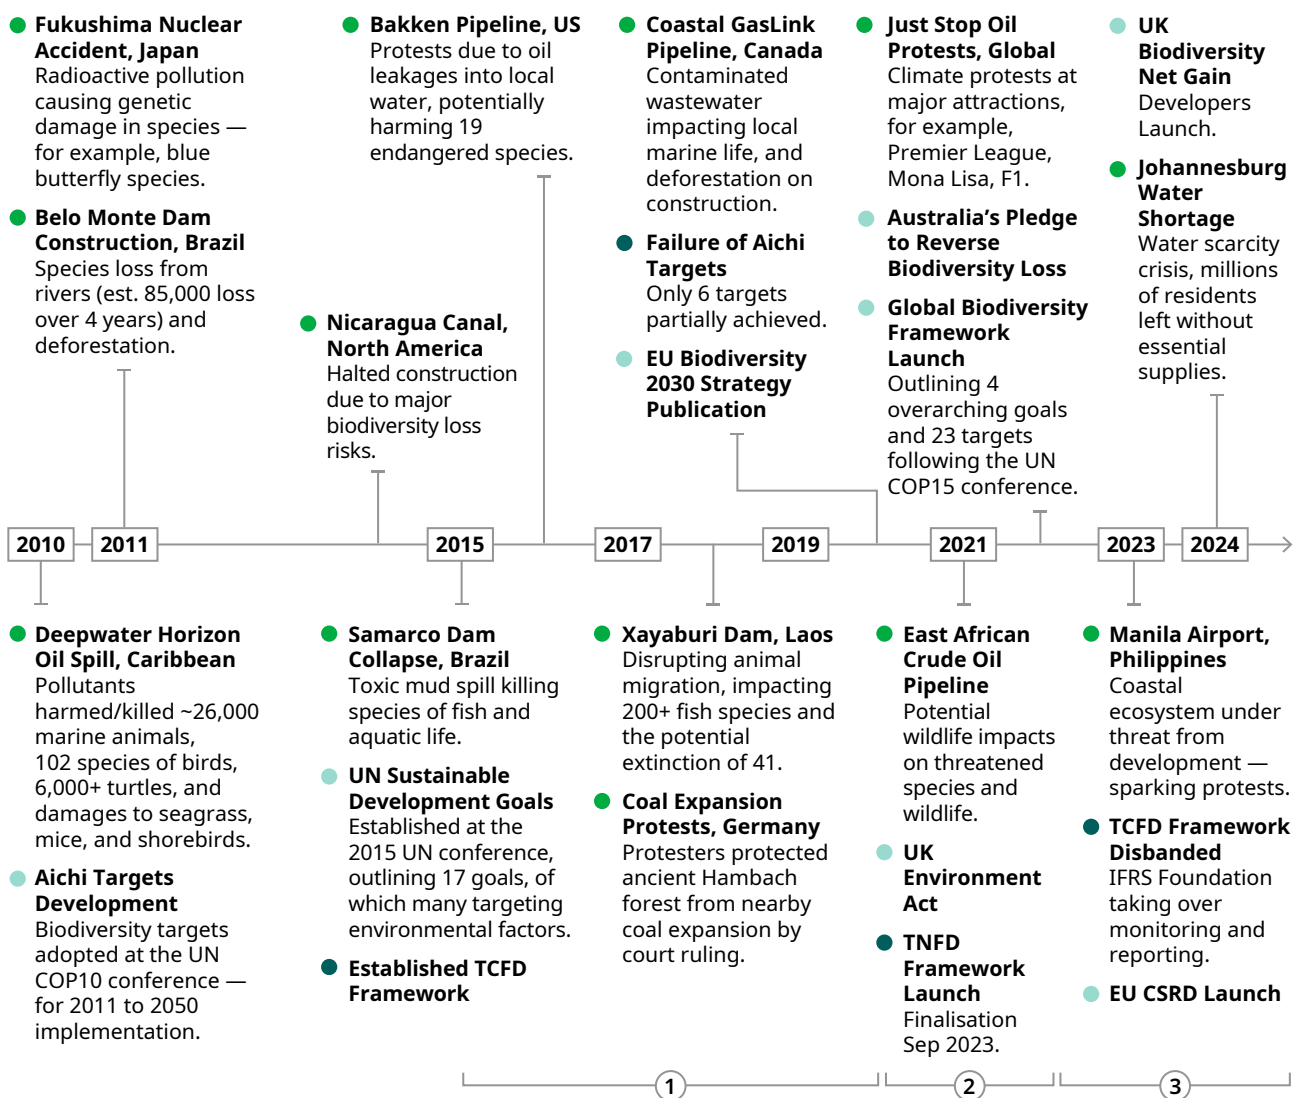 Fukushima Nuclear
Accident, Japan
Radioactive pollution
causing genetic
damage in species —
for example, blue
butterfly species.
Belo Monte Dam
Construction, Brazil
Species loss from
rivers (est. 85,000 loss
over 4 years) and
deforestation.
Nicaragua Canal,
North America
Halted construction
due to major
biodiversity loss
risks.
Bakken Pipeline, US
Protests due to oil
leakages into local
water, potentially
harming 19
endangered species.
Coastal GasLink
Pipeline, Canada
Contaminated
wastewater
impacting local
marine life, and
deforestation on
construction.
Failure of Aichi
Targets
Only 6 targets
partially achieved.
EU Biodiversity
2030 Strategy
Publication
Just Stop Oil
Protests, Global
Climate protests at
major attractions,
for example,
Premier League,
Mona Lisa, F1.
Australia’s Pledge
to Reverse
Biodiversity Loss
Global Biodiversity
Framework
Launch
Outlining 4
overarching goals
and 23 targets
following the UN
COP15 conference.
UK
Biodiversity
Net Gain
Developers
Launch.
Johannesburg
Water
Shortage
Water scarcity
crisis, millions
of residents
left without
essential
supplies.
2010
2011
2015
2017
2019
2021
2023
2024
Deepwater Horizon
Oil Spill, Caribbean
Pollutants
harmed/killed ~26,000
marine animals,
102 species of birds,
6,000+ turtles, and
damages to seagrass,
mice, and shorebirds.
Aichi Targets
Development
Biodiversity targets
adopted at the UN
COP10 conference —
for 2011 to 2050
implementation.
Samarco Dam
Collapse, Brazil
Toxic mud spill killing
species of fish and
aquatic life.
UN Sustainable
Development Goals
Established at the
2015 UN conference,
outlining 17 goals, of
which many targeting
environmental factors.
Established TCFD
Framework
Xayaburi Dam, Laos
Disrupting animal
migration, impacting
200+ fish species and
the potential
extinction of 41.
Coal Expansion
Protests, Germany
Protesters protected
ancient Hambach
forest from nearby
coal expansion by
court ruling.
East African
Crude Oil
Pipeline
Potential
wildlife impacts
on threatened
species and
wildlife.
UK
Environment
Act
TNFD
Framework
Launch
Finalisation
Sep 2023.
Manila Airport,
Philippines
Coastal
ecosystem under
threat from
development —
sparking protests.
TCFD Framework
Disbanded
IFRS Foundation
taking over
monitoring and
reporting.
EU CSRD Launch
1
2
3